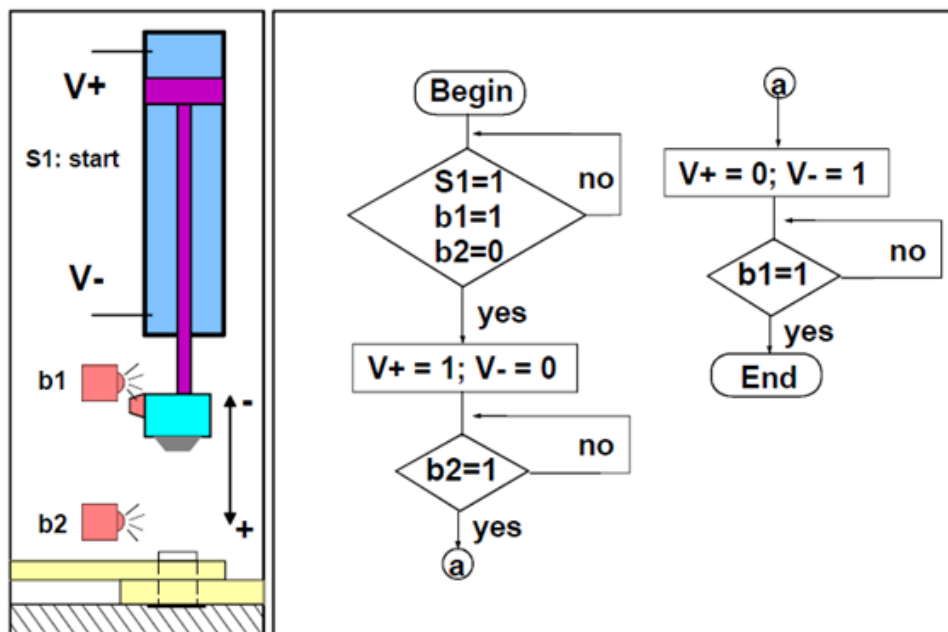 V+
S1: start
V-
b1
-
b2
+
Begin
S1=1
b1=1
b2=0
no
yes
V+ = 1; V- = 0
b2=1
no
yes
a
a
V+ = 0; V- = 1
b1=1
no
yes
End